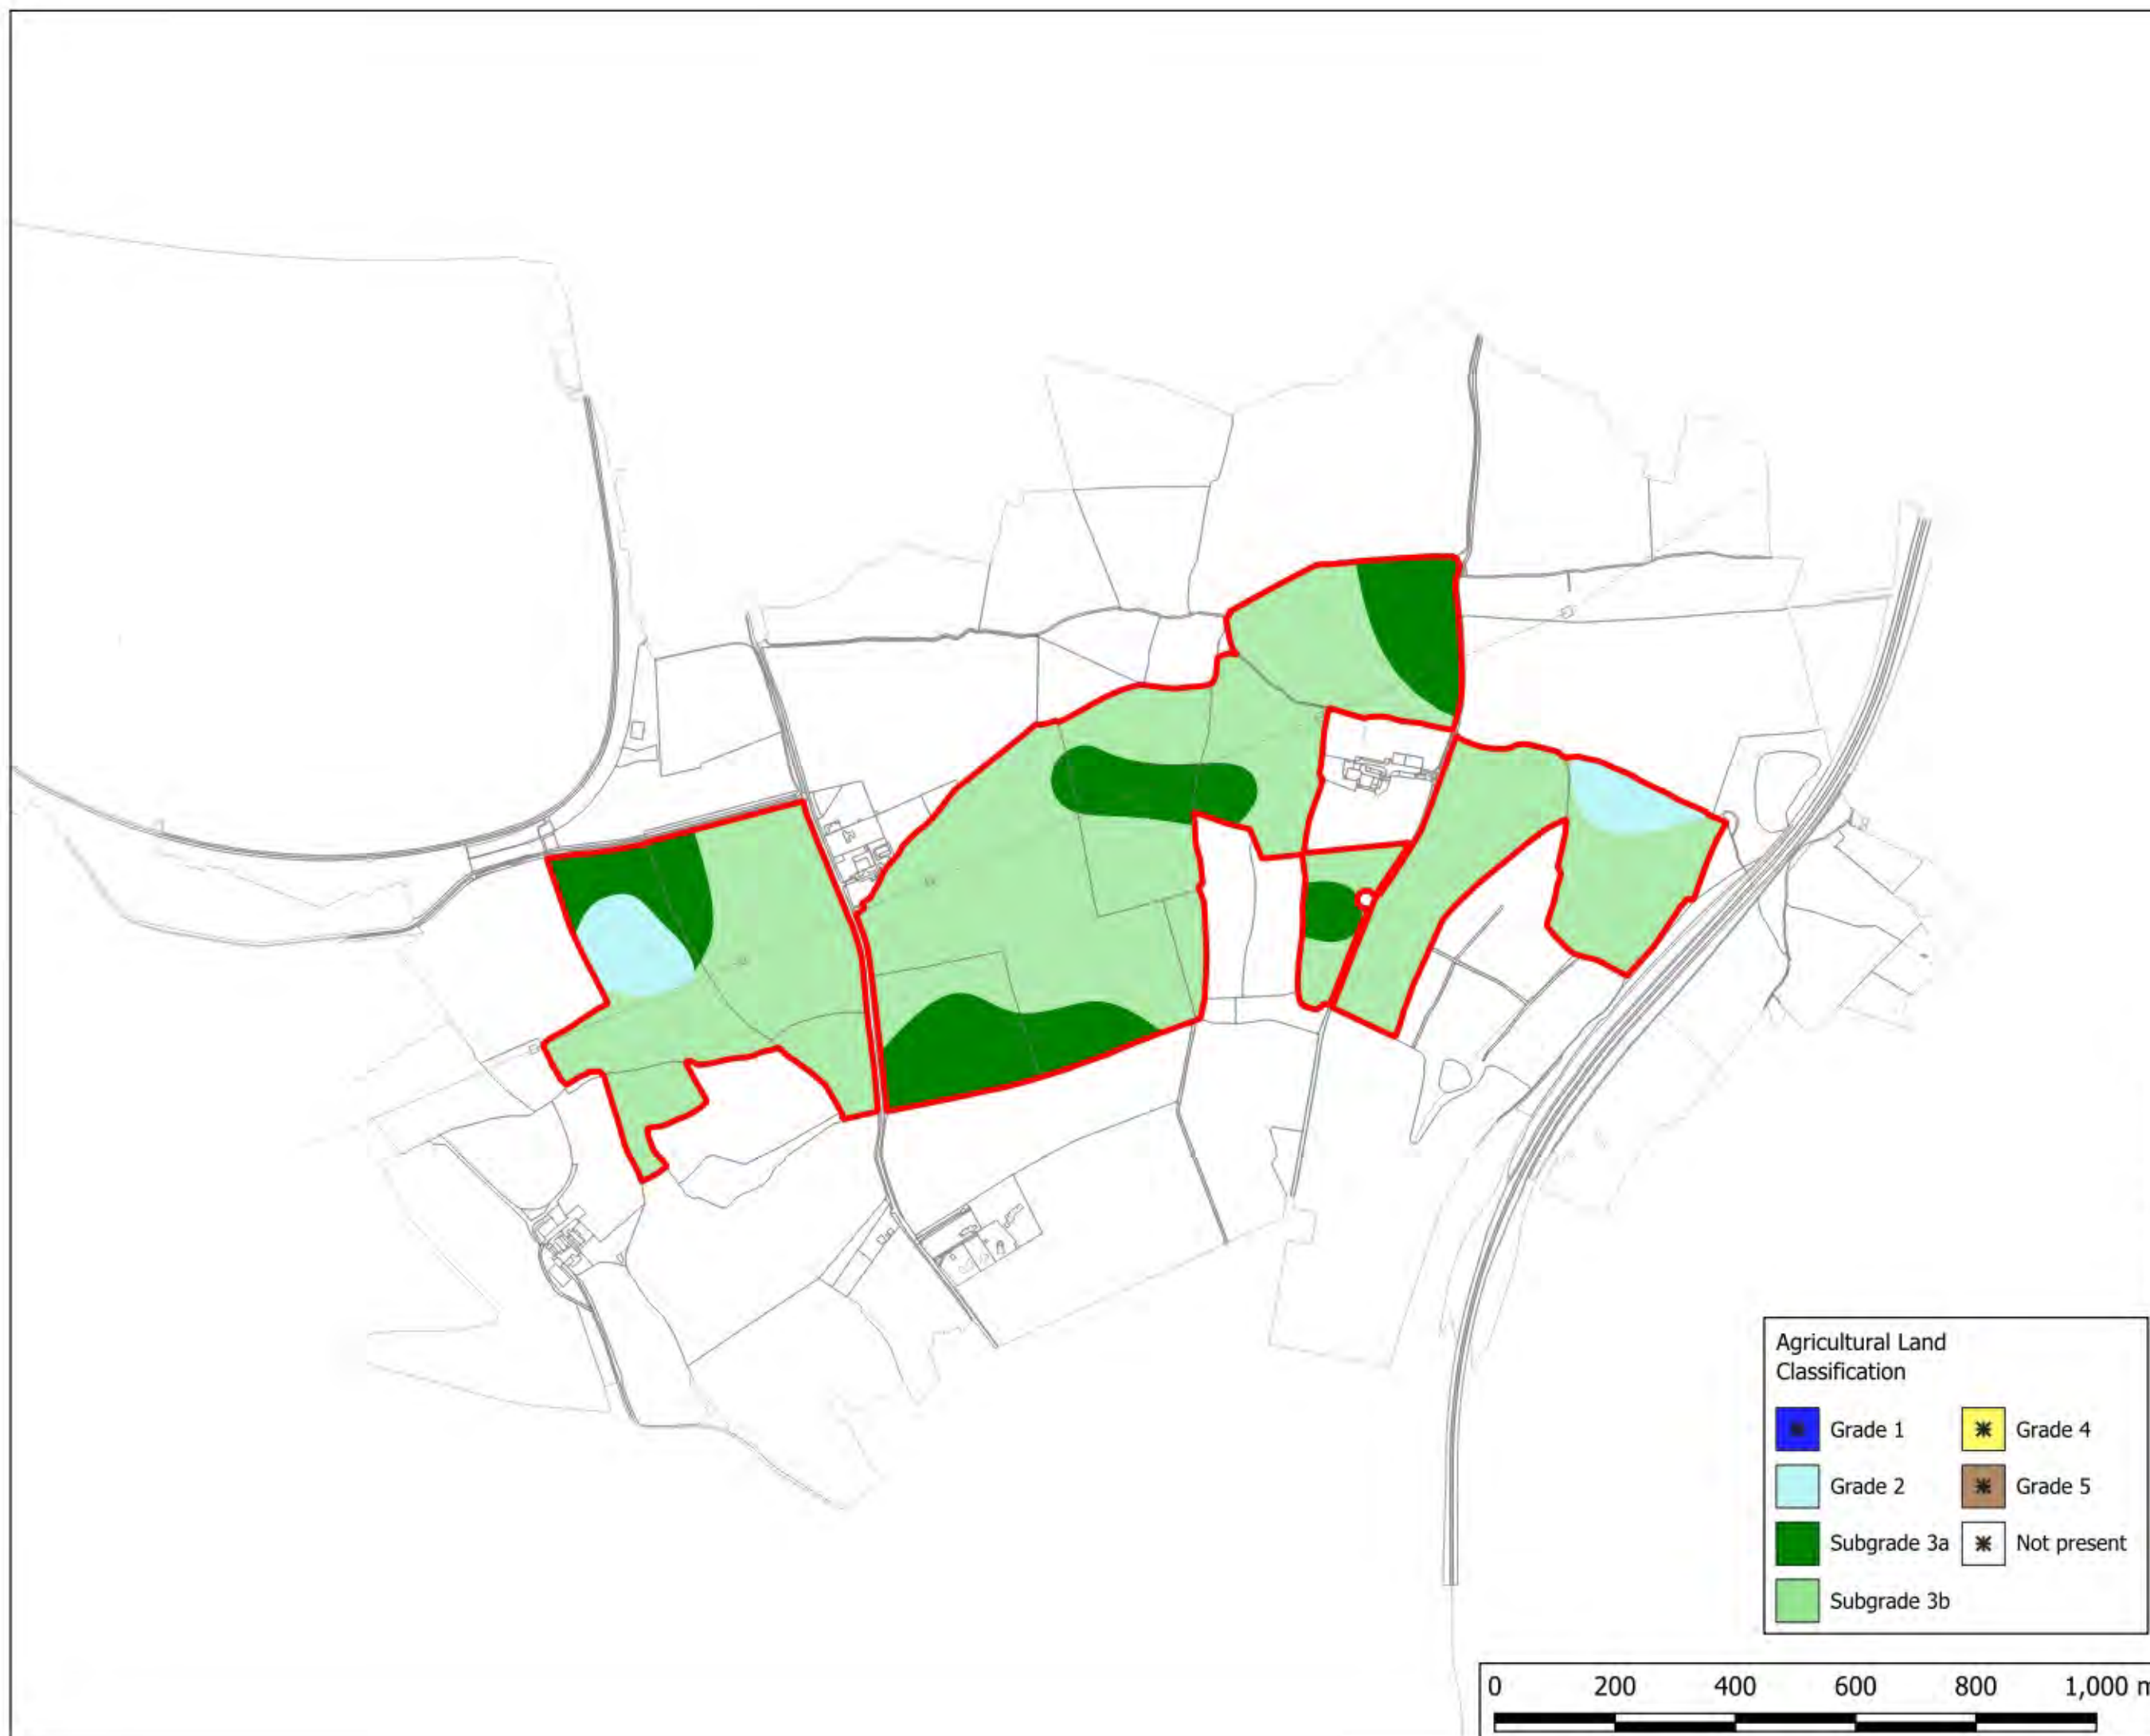 Agricultural Land
Classification
Grade 1
Grade 4
Grade 2
Grade 5
Subgrade 3a
Not present
Subgrade 3b
0 200 400 600 800 1,000 m